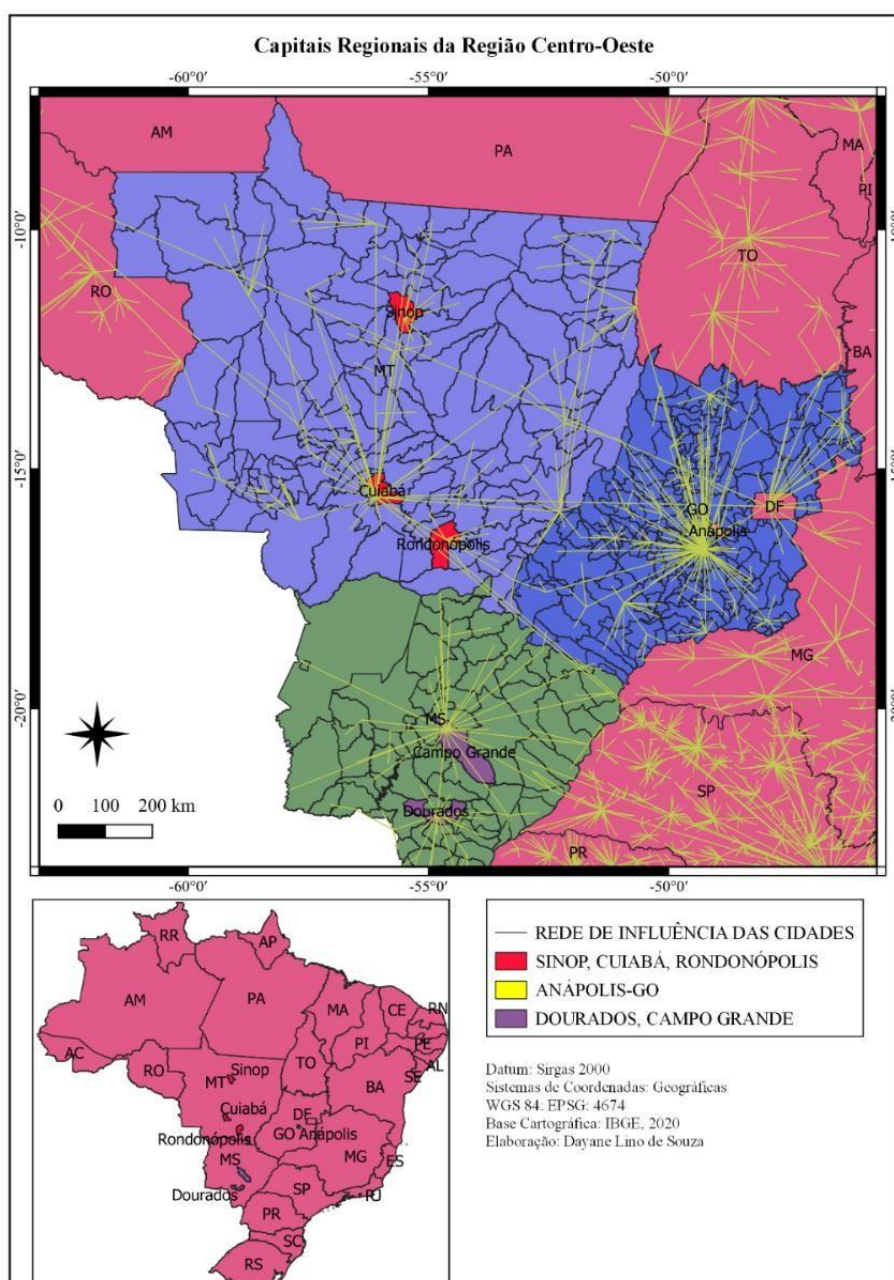 Capitais Regionais da Região Centro-Oeste
-60°0' -55°0' -50°0'
AM
PA
MA
PI
-10°0'
TO
RO
Sinop
BA
MT
-15°0'
Cuiabá
GO
DF
Anápolis
Rondonópolis
MG
-20°0'
MS
Campo Grande
SP
0 100 200 km
Dourados
PR
-60°0' -55°0' -50°0'
RR
AP
AM
PA
MA
CE
RN
PI
PE
AC
TO
AL
RO
SE
MT
Sinop
BA
Cuiabá
DF
GO Anápolis
Rondonópolis
MG
ES
MS
SP
RJ
Dourados
PR
SC
RS
REDE DE INFLUÊNCIA DAS CIDADES
SINOP, CUIABÁ, RONDONÓPOLIS
ANÁPOLIS-GO
DOURADOS, CAMPO GRANDE
Datum: Sirgas 2000
Sistemas de Coordenadas: Geográficas
WGS 84: EPSG: 4674
Base Cartográfica: IBGE, 2020
Elaboração: Dayane Lino de Souza